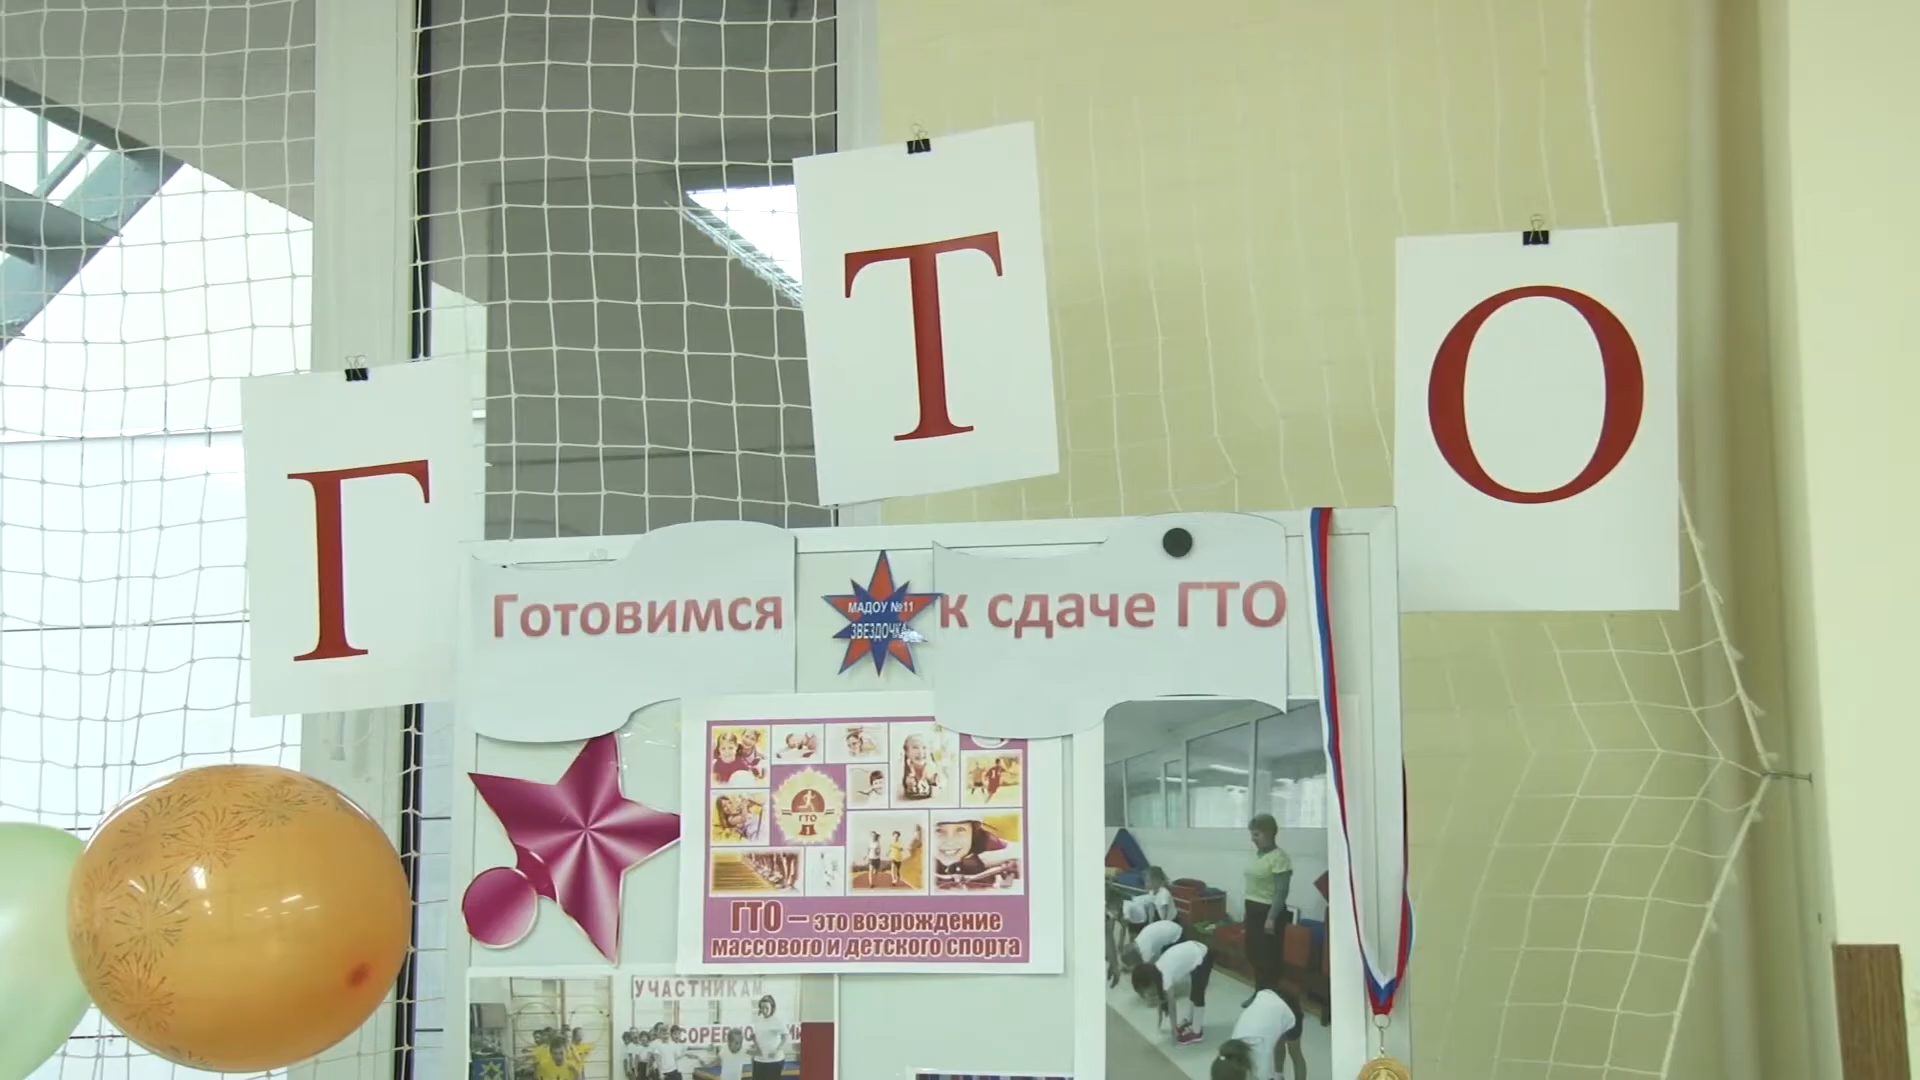 Г Т О
Готовимся к сдаче ГТО
МАДОУ №11
ЗВЕЗДОЧКА
ГТО
ГТО – это возрождение
массового и детского спорта
УЧАСТНИКАМ